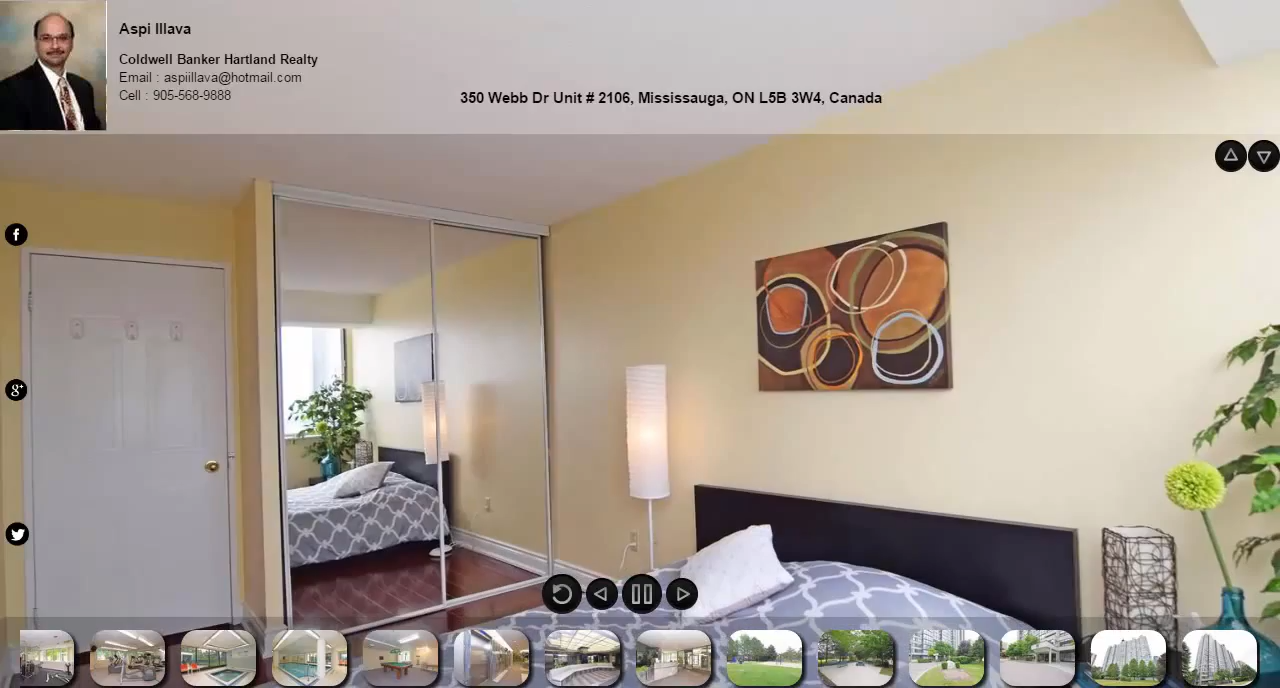 Aspi Illava
Coldwell Banker Hartland Realty
Email : aspiillava@hotmail.com
Cell : 905-568-9888
350 Webb Dr Unit # 2106, Mississauga, ON L5B 3W4, Canada
f
g+